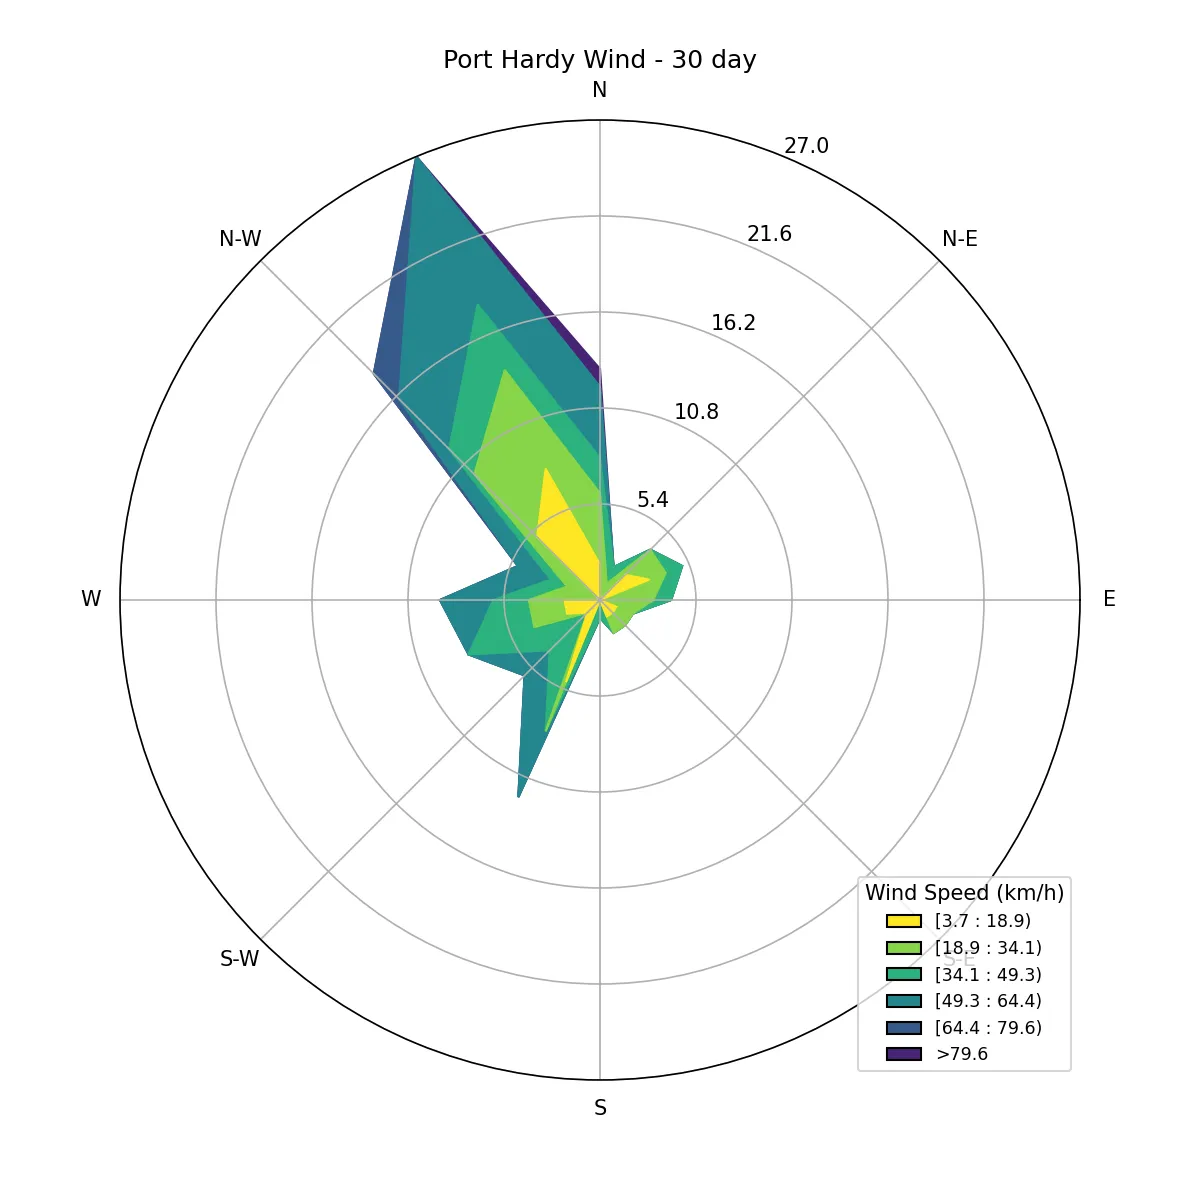 Port Hardy Wind - 30 day
N
27.0
N-W
21.6
N-E
16.2
10.8
5.4
W
E
Wind Speed (km/h)
[3.7 : 18.9)
[18.9 : 34.1)
S-W
S-E
[34.1 : 49.3)
[49.3 : 64.4)
[64.4 : 79.6)
>79.6
S